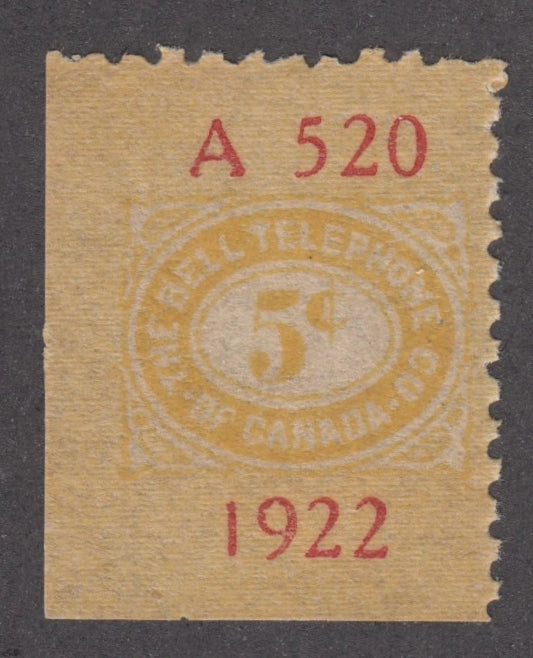 A 520
THE BELL TELEPHONE CO.
OF CANADA
5¢
1922